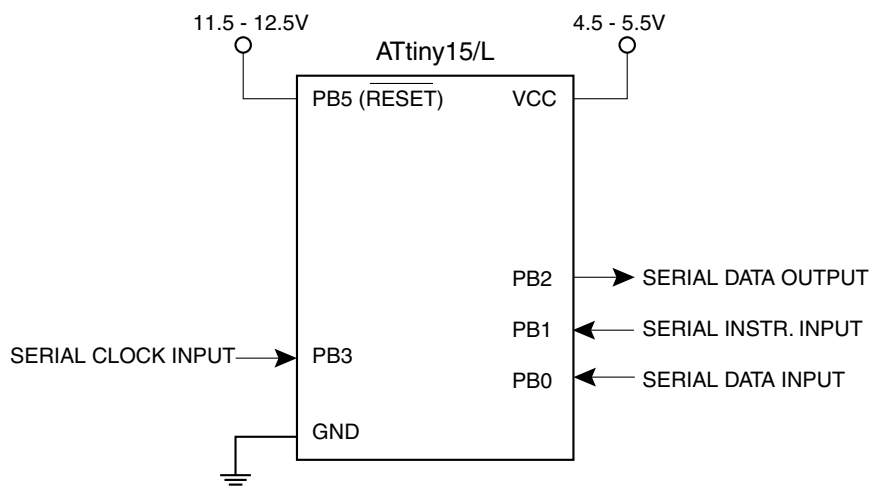 11.5 - 12.5V
4.5 - 5.5V
ATtiny15/L
PB5 (RESET)
VCC
PB2
SERIAL DATA OUTPUT
PB1
SERIAL INSTR. INPUT
SERIAL CLOCK INPUT
PB3
PB0
SERIAL DATA INPUT
GND